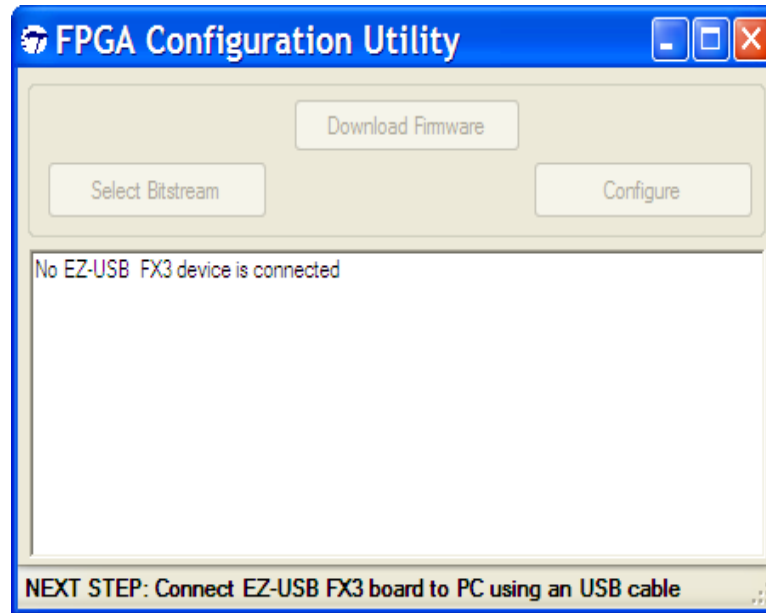 FPGA Configuration Utility
Download Firmware
Select Bitstream
Configure
No EZ-USB  FX3 device is connected
NEXT STEP: Connect EZ-USB FX3 board to PC using an USB cable